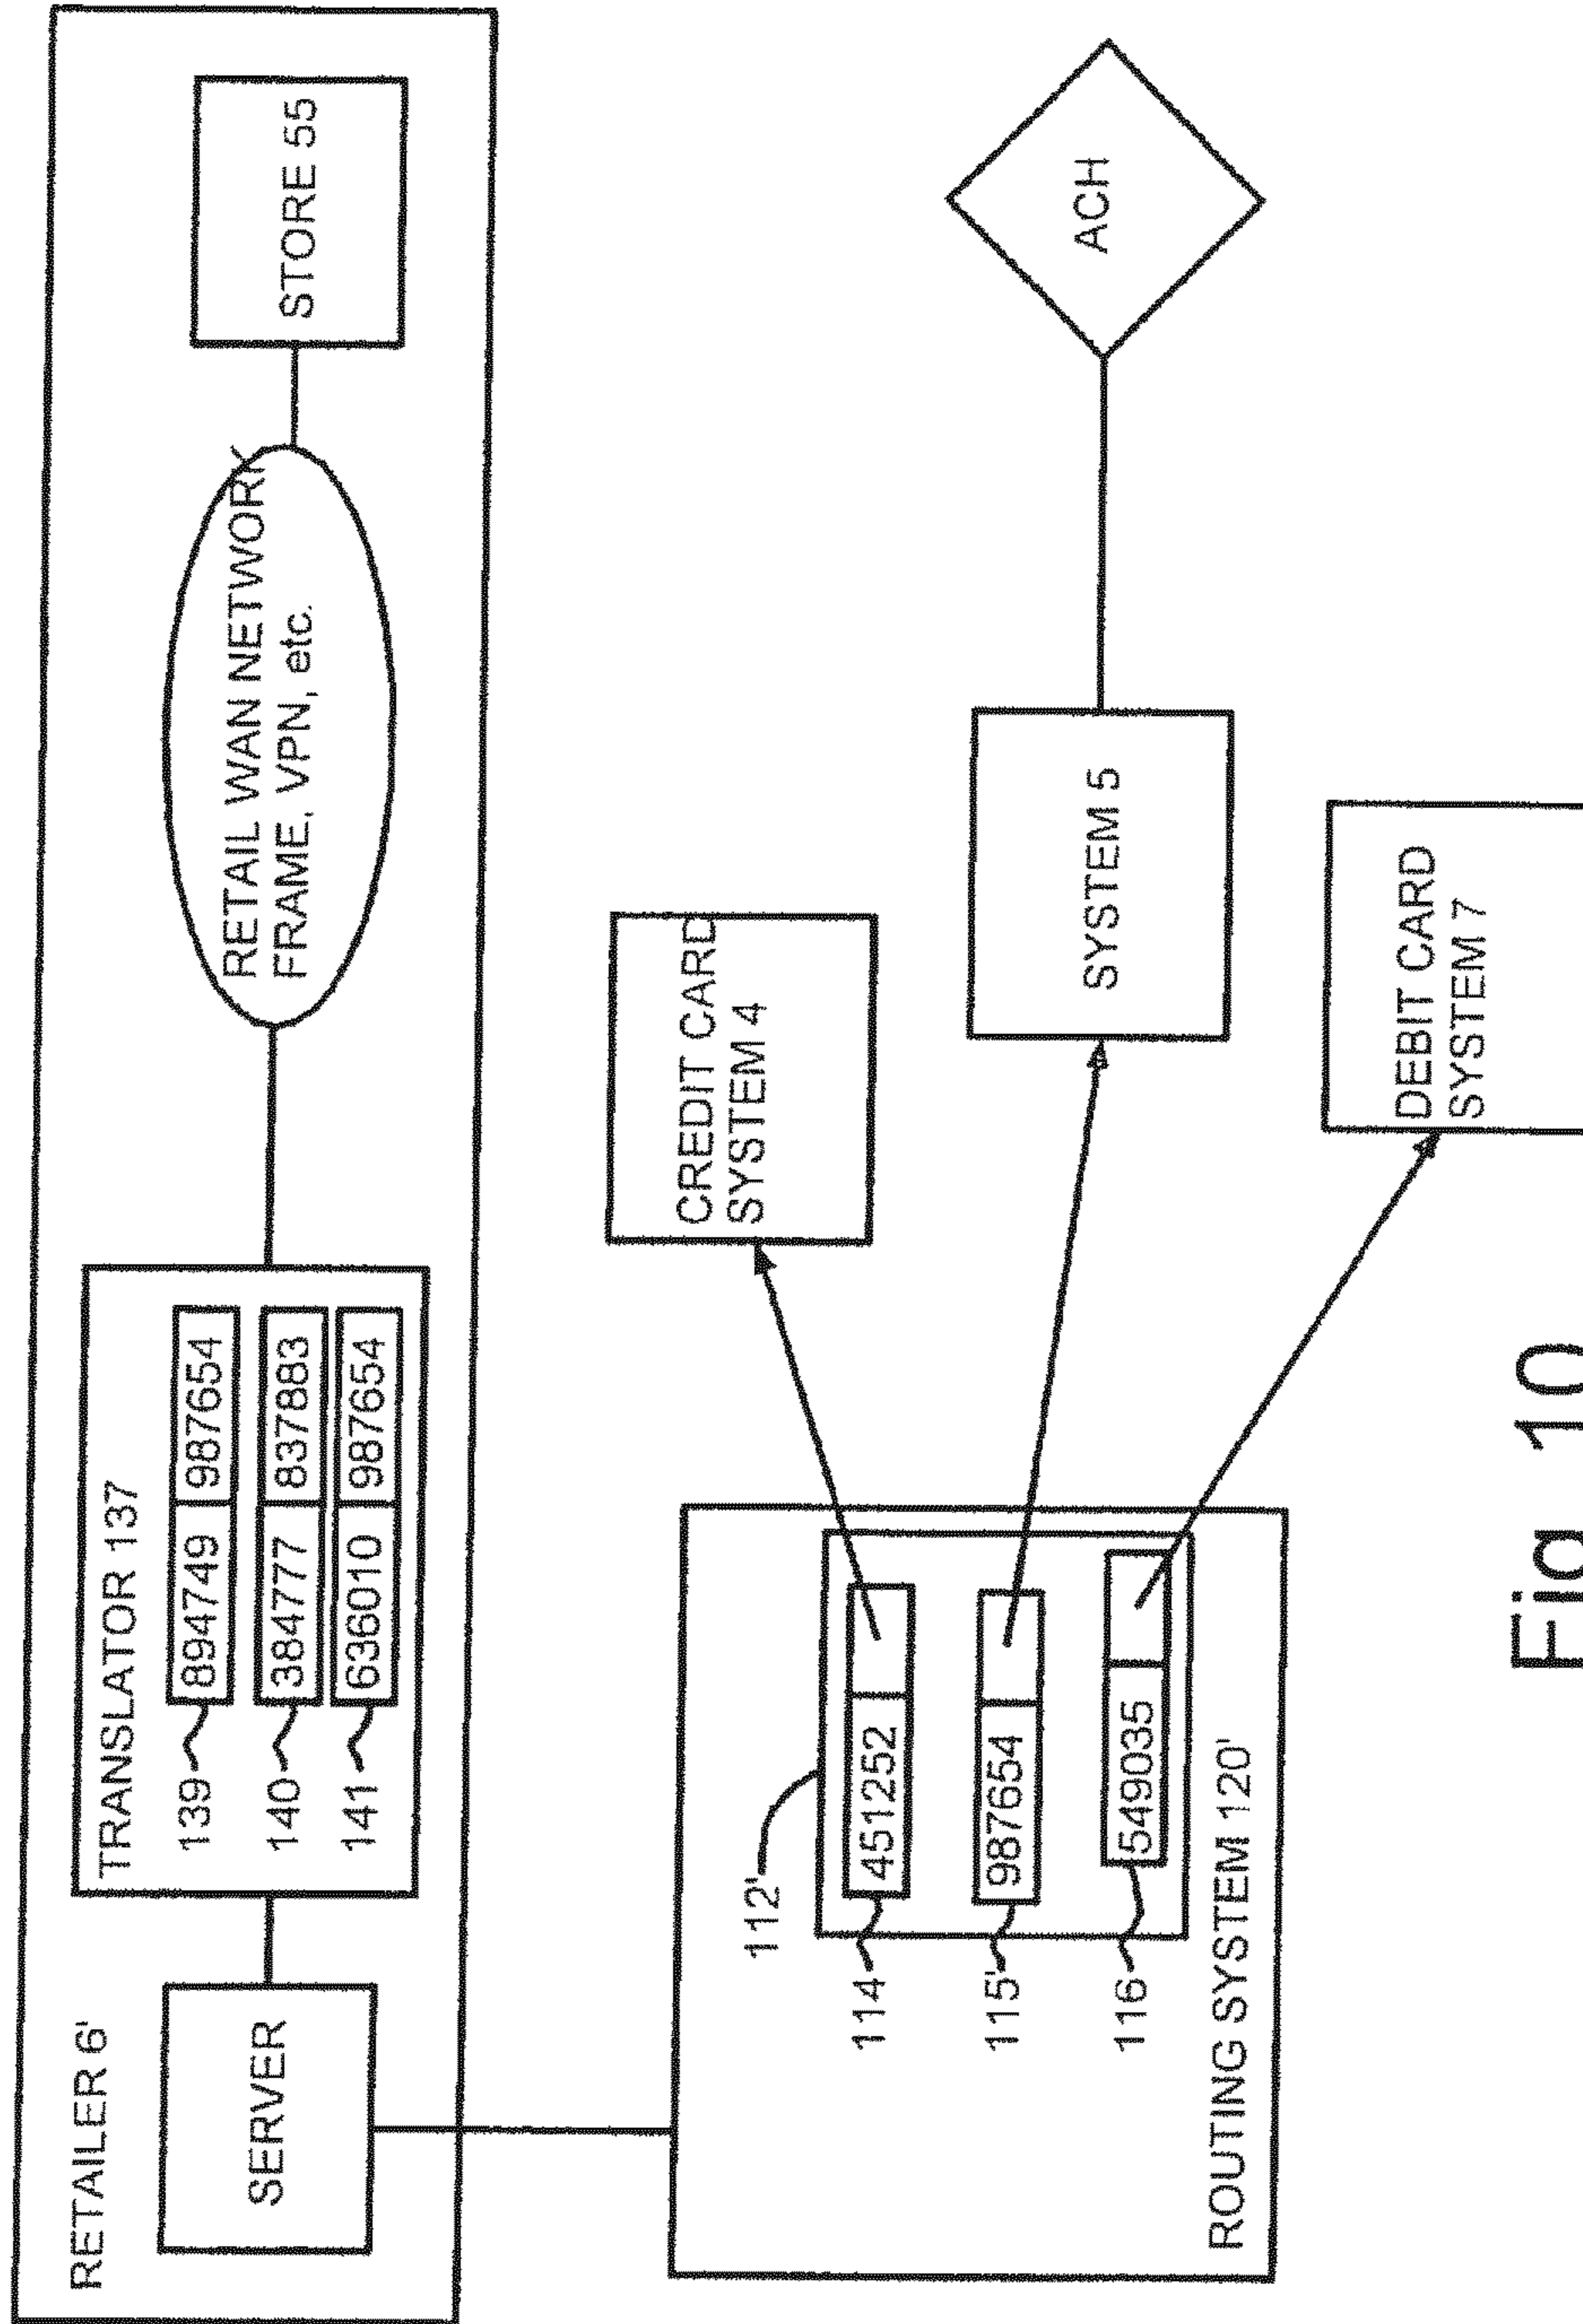 RETAILER 6'
SERVER
TRANSLATOR 137
139
894749 987654
140
384777 837883
141
636010 987654
RETAIL WAN NETWORK
FRAME, VPN, etc.
STORE 55
112'
114
451252
115'
987654
116
549035
ROUTING SYSTEM 120'
CREDIT CARD
SYSTEM 4
SYSTEM 5
ACH
DEBIT CARD
SYSTEM 7
Fig 10